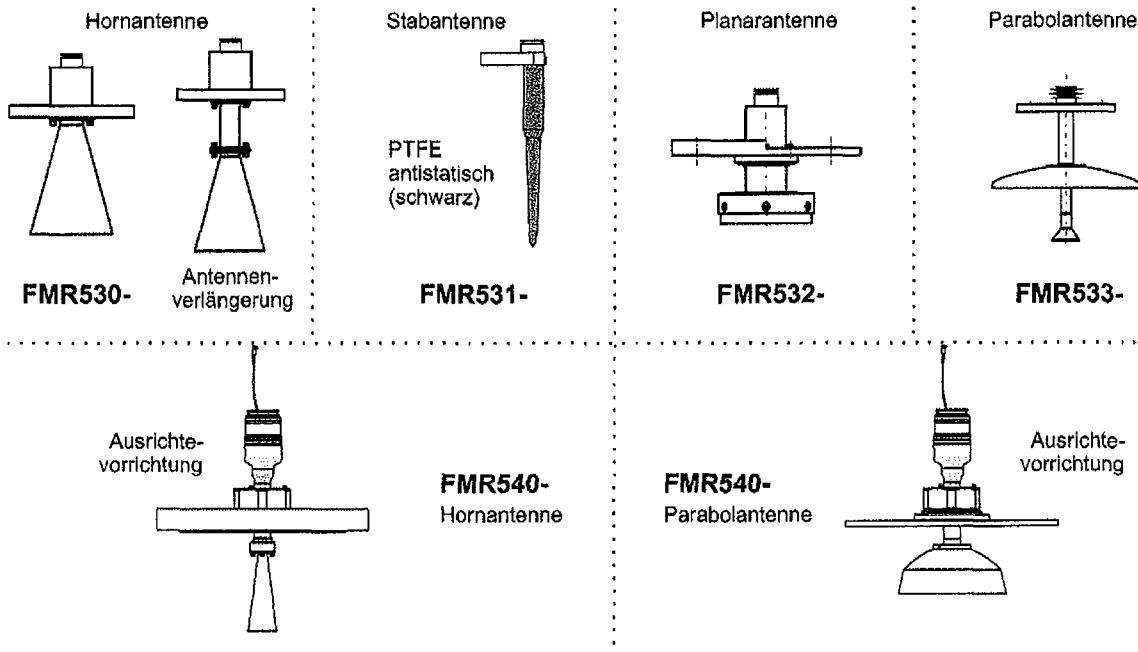 Hornantenne
Stabantenne
Planarantenne
Parabolantenne
PTFE
antistatisch
(schwarz)
Antennen-
verlängerung
FMR530-
FMR531-
FMR532-
FMR533-
Ausrichte-
vorrichtung
FMR540-
Hornantenne
FMR540-
Parabolantenne
Ausrichte-
vorrichtung